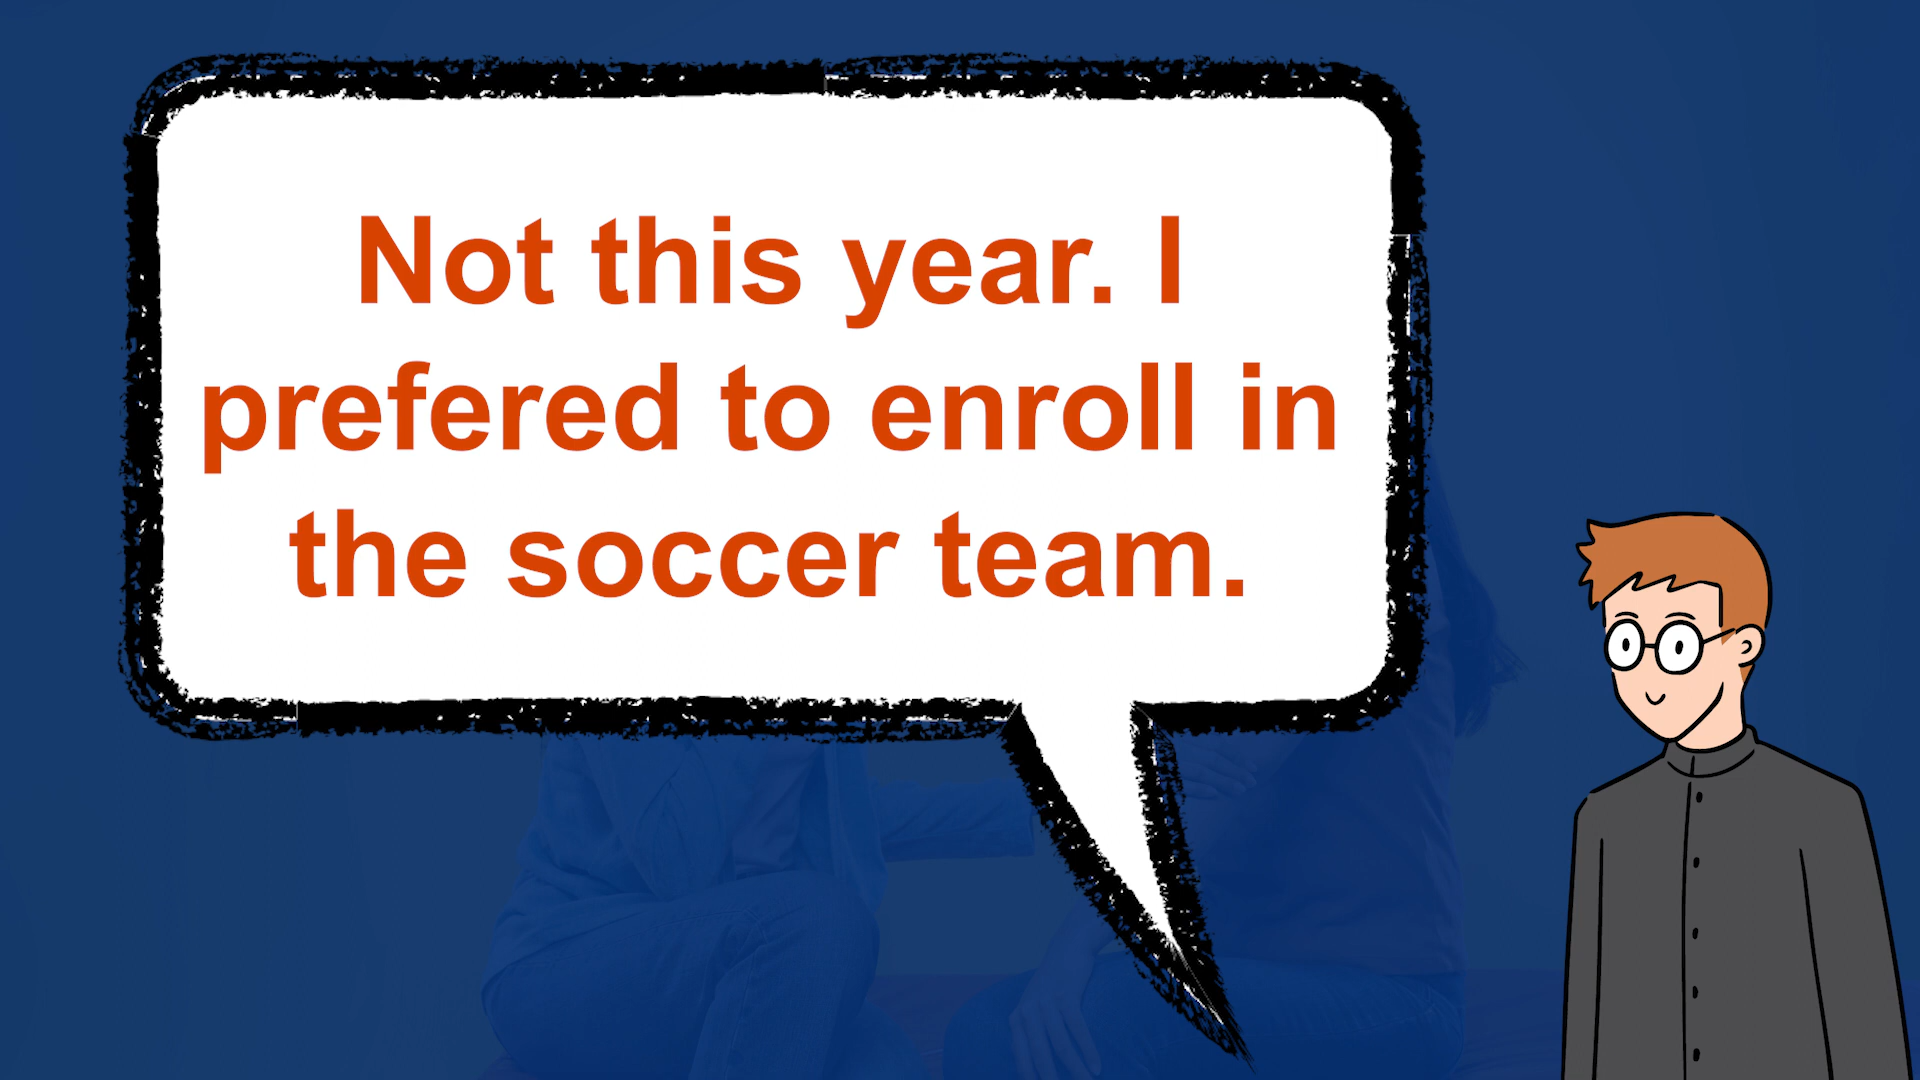 Not this year. I
prefered to enroll in
the soccer team.